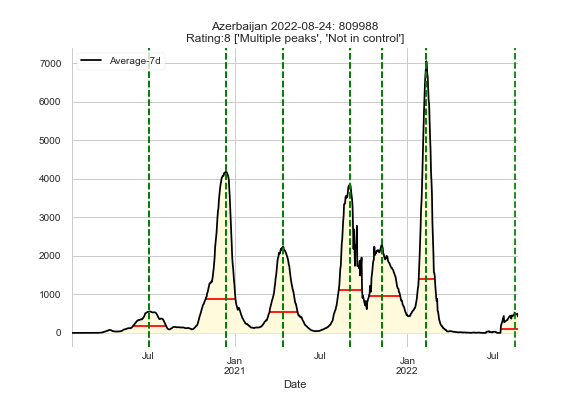 Azerbaijan 2022-08-24: 809988
Rating:8 ['Multiple peaks', 'Not in control']
Average-7d
7000
6000
5000
4000
3000
2000
1000
0
Jul
Jan
2021
Jul
Jan
2022
Jul
Date